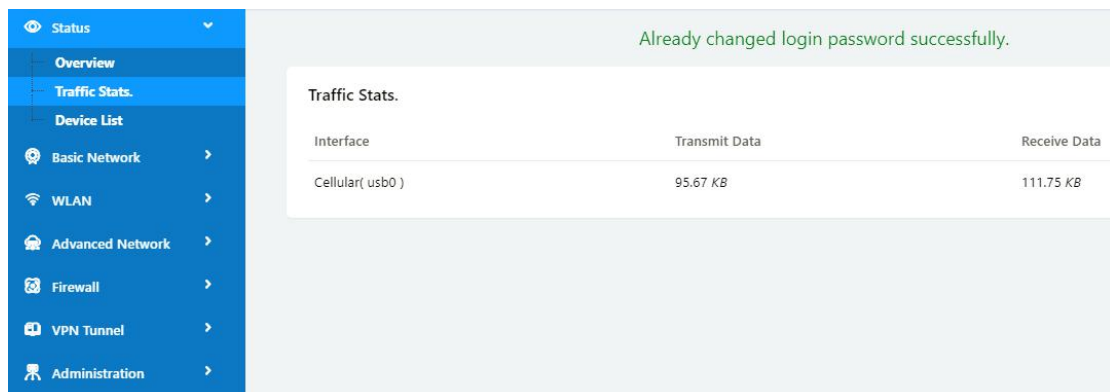 Status
Overview
Traffic Stats.
Device List
Basic Network
WLAN
Advanced Network
Firewall
VPN Tunnel
Administration
Already changed login password successfully.
Traffic Stats.
Interface Transmit Data Receive Data
Cellular( usb0 ) 95.67 KB 111.75 KB